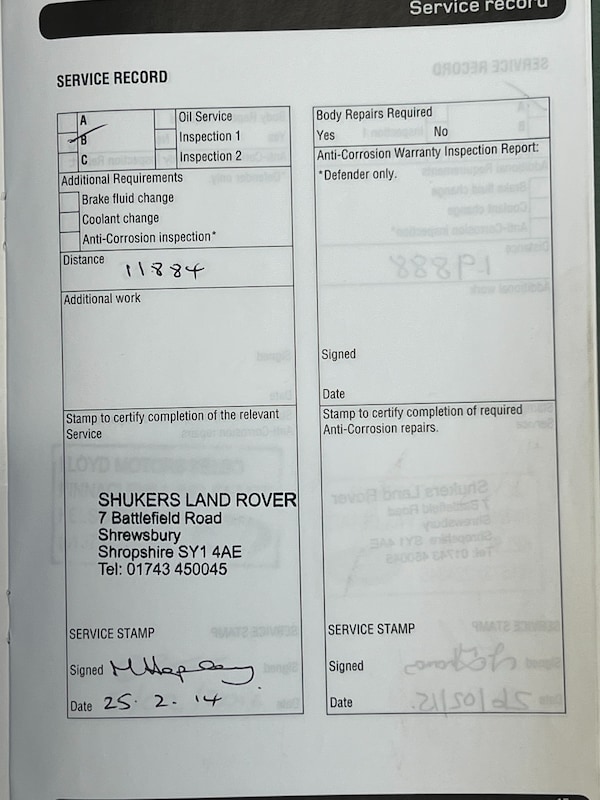 Service record
SERVICE RECORD
A
B
C
Oil Service
Inspection 1
Inspection 2
Additional Requirements
Brake fluid change
Coolant change
Anti-Corrosion inspection*
Distance 11884
Additional work
Stamp to certify completion of the relevant
Service
SHUKERS LAND ROVER
7 Battlefield Road
Shrewsbury
Shropshire SY1 4AE
Tel: 01743 450045
SERVICE STAMP
Signed
Date 25. 2. 14
Body Repairs Required
Yes No
Anti-Corrosion Warranty Inspection Report:
*Defender only.
Signed
Date
Stamp to certify completion of required
Anti-Corrosion repairs.
SERVICE STAMP
Signed
Date